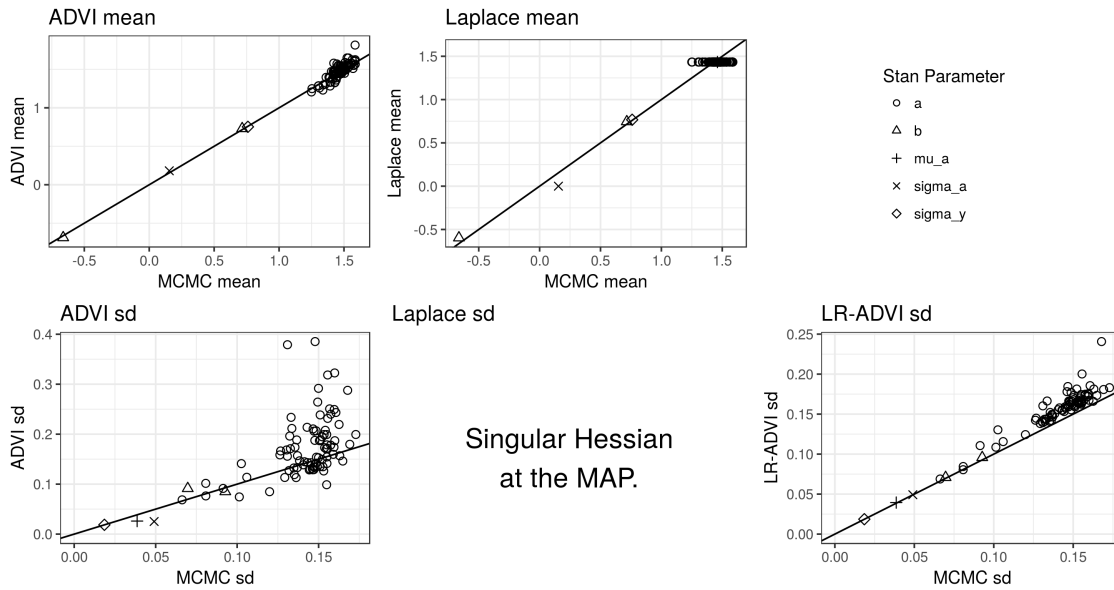 ADVI mean
Laplace mean
ADVI mean
1
0
-0.5
0.0
0.5
1.0
1.5
MCMC mean
Laplace mean
1.5
1.0
0.5
0.0
-0.5
-0.5
0.0
0.5
1.0
1.5
MCMC mean
Stan Parameter
a
b
mu_a
sigma_a
sigma_y
ADVI sd
Laplace sd
LR-ADVI sd
ADVI sd
0.4
0.3
0.2
0.1
0.0
0.00
0.05
0.10
0.15
MCMC sd
Singular Hessian
at the MAP.
LR-ADVI sd
0.25
0.20
0.15
0.10
0.05
0.00
0.00
0.05
0.10
0.15
MCMC sd